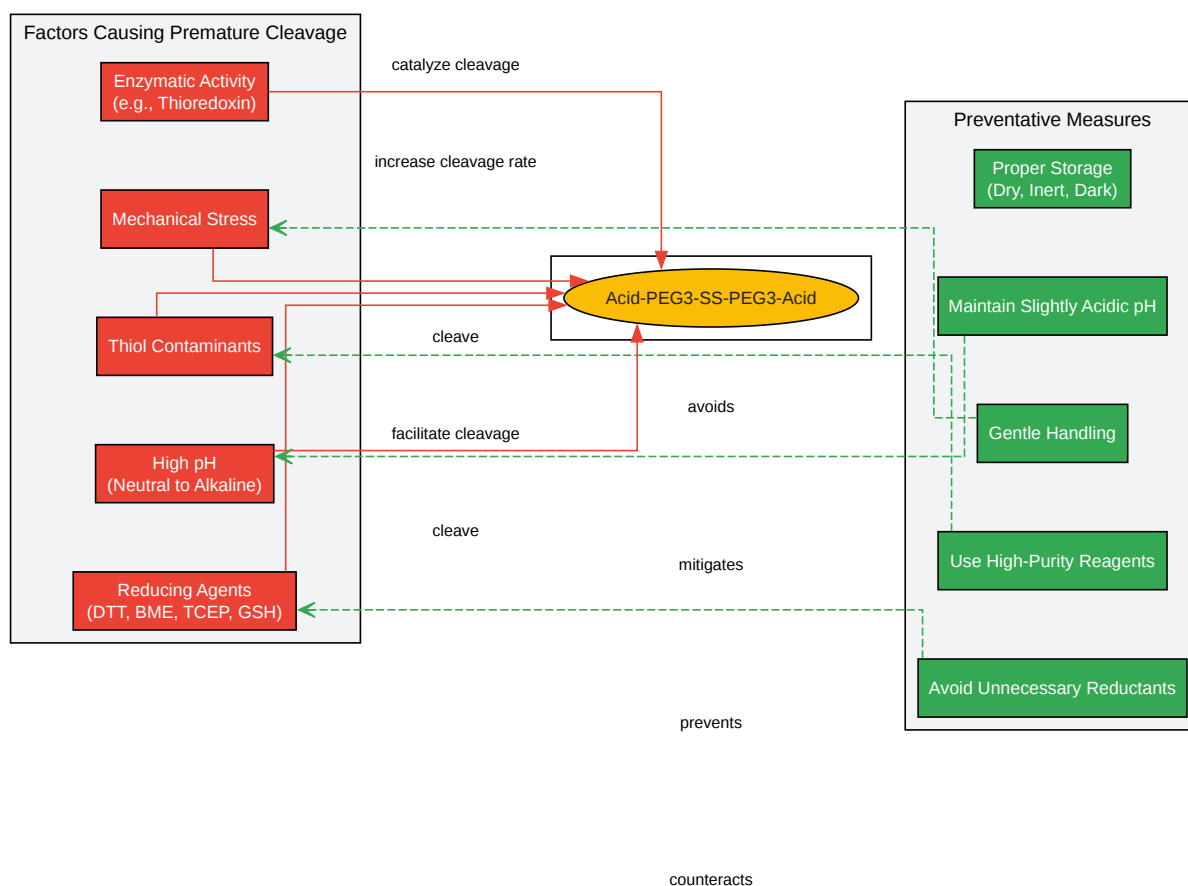 Factors Causing Premature Cleavage
Enzymatic Activity
(e.g., Thioredoxin)
Mechanical Stress
Thiol Contaminants
High pH
(Neutral to Alkaline)
Reducing Agents
(DTT, BME, TCEP, GSH)
catalyze cleavage
increase cleavage rate
Acid-PEG3-SS-PEG3-Acid
cleave
avoids
facilitate cleavage
cleave
mitigates
prevents
counteracts
Preventative Measures
Proper Storage
(Dry, Inert, Dark)
Maintain Slightly Acidic pH
Gentle Handling
Use High-Purity Reagents
Avoid Unnecessary Reductants